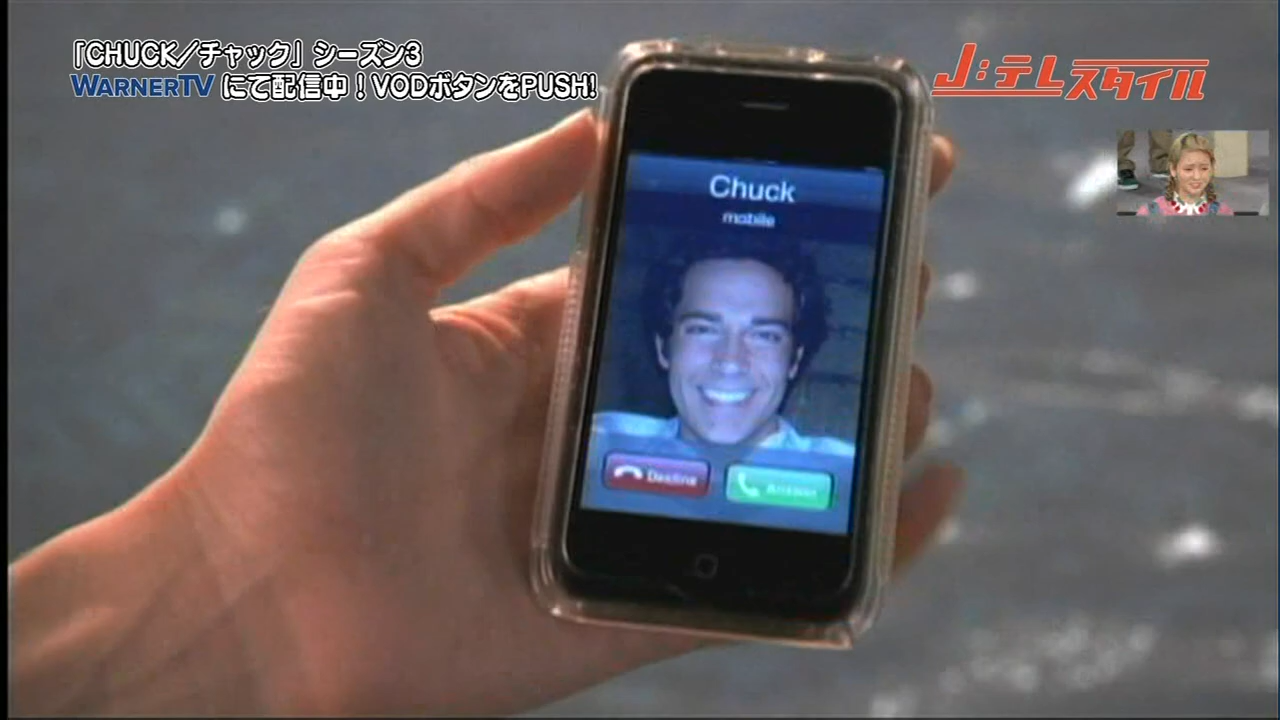 「CHUCK／チャック」シーズン3
WARNERTV にて配信中！VODボタンをPUSH!
J:テレスタイル
Chuck
mobile
Decline
Answer